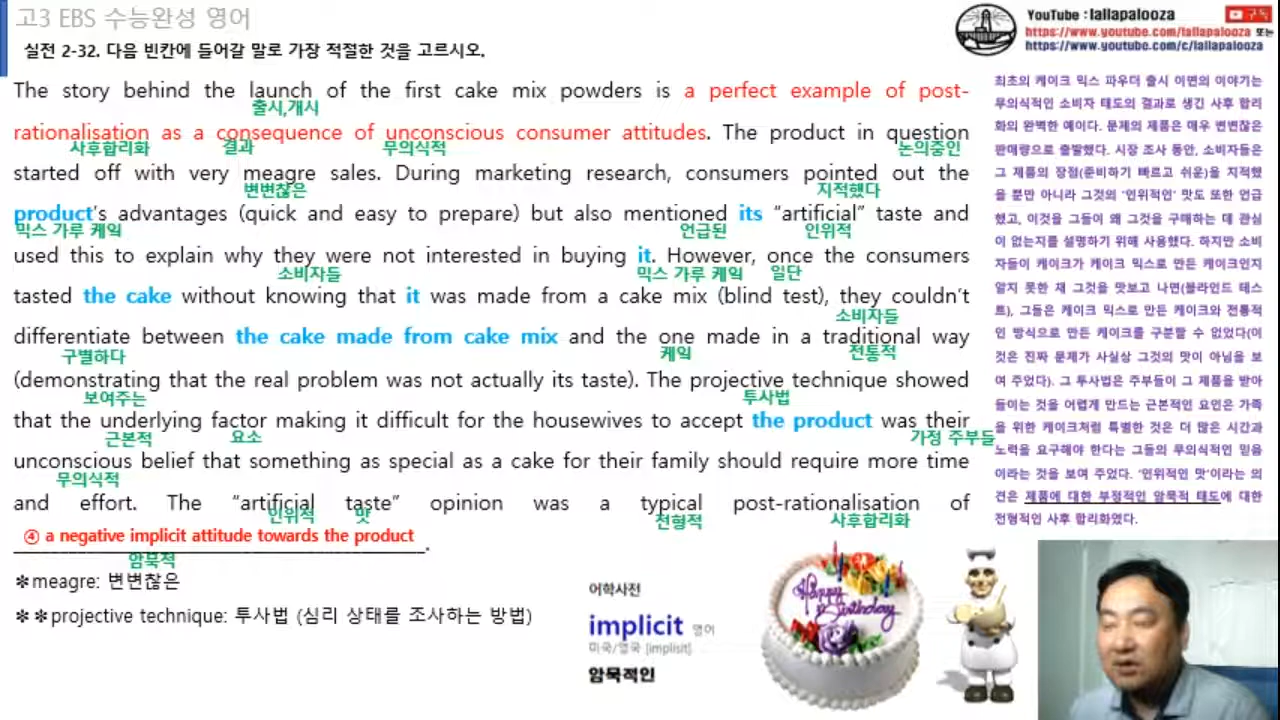 고3 EBS 수능완성 영어
실전 2-32. 다음 빈칸에 들어갈 말로 가장 적절한 것을 고르시오.
YouTube : lallapalooza
구독
https://www.youtube.com/lallapalooza 또는
https://www.youtube.com/c/lallapalooza
The story behind the launch of the first cake mix powders is a perfect example of post-
출시,개시
rationalisation as a consequence of unconscious consumer attitudes. The product in question
사후합리화 결과 무의식적 논의중인
started off with very meagre sales. During marketing research, consumers pointed out the
변변찮은 지적했다
product's advantages (quick and easy to prepare) but also mentioned its “artificial” taste and
믹스 가루 케익 언급된 인위적
used this to explain why they were not interested in buying it. However, once the consumers
소비자들 믹스 가루 케익 일단
tasted the cake without knowing that it was made from a cake mix (blind test), they couldn't
소비자들
differentiate between the cake made from cake mix and the one made in a traditional way
구별하다 케익 전통적
(demonstrating that the real problem was not actually its taste). The projective technique showed
보여주는 투사법
that the underlying factor making it difficult for the housewives to accept the product was their
근본적 요소 가정 주부들
unconscious belief that something as special as a cake for their family should require more time
무의식적
and effort. The “artificial taste” opinion was a typical post-rationalisation of
인위적 맛 전형적 사후합리화
④ a negative implicit attitude towards the product.
암묵적
＊meagre: 변변찮은
＊＊projective technique: 투사법 (심리 상태를 조사하는 방법)
최초의 케이크 믹스 파우더 출시 이면의 이야기는
무의식적인 소비자 태도의 결과로 생긴 사후 합리
화의 완벽한 예이다. 문제의 제품은 매우 변변찮은
판매량으로 출발했다. 시장 조사 동안, 소비자들은
그 제품의 장점(준비하기 빠르고 쉬운)을 지적했
을 뿐만 아니라 그것의 '인위적인' 맛도 또한 언급
했고, 이것을 그들이 왜 그것을 구매하는 데 관심
이 없는지를 설명하기 위해 사용했다. 하지만 소비
자들이 케이크가 케이크 믹스로 만든 케이크인지
알지 못한 채 그것을 맛보고 나면(블라인드 테스
트), 그들은 케이크 믹스로 만든 케이크와 전통적
인 방식으로 만든 케이크를 구분할 수 없었다(이
것은 진짜 문제가 사실상 그것의 맛이 아님을 보
여 주었다). 그 투사법은 주부들이 그 제품을 받아
들이는 것을 어렵게 만드는 근본적인 요인은 가족
을 위한 케이크처럼 특별한 것은 더 많은 시간과
노력을 요구해야 한다는 그들의 무의식적인 믿음
이라는 것을 보여 주었다. '인위적인 맛'이라는 의
견은 제품에 대한 부정적인 암묵적 태도에 대한
전형적인 사후 합리화였다.
어학사전
implicit 영어
미국/영국 [implisit]
암묵적인
Happy
Birthday